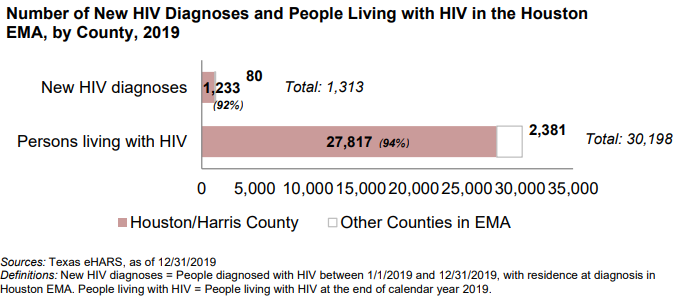 Number of New HIV Diagnoses and People Living with HIV in the Houston
EMA, by County, 2019
New HIV diagnoses
1,233
(92%)
80
Total: 1,313
Persons living with HIV
27,817 (94%)
2,381
Total: 30,198
0 5,000 10,000 15,000 20,000 25,000 30,000 35,000
Houston/Harris County Other Counties in EMA
Sources: Texas eHARS, as of 12/31/2019
Definitions: New HIV diagnoses = People diagnosed with HIV between 1/1/2019 and 12/31/2019, with residence at diagnosis in
Houston EMA. People living with HIV = People living with HIV at the end of calendar year 2019.